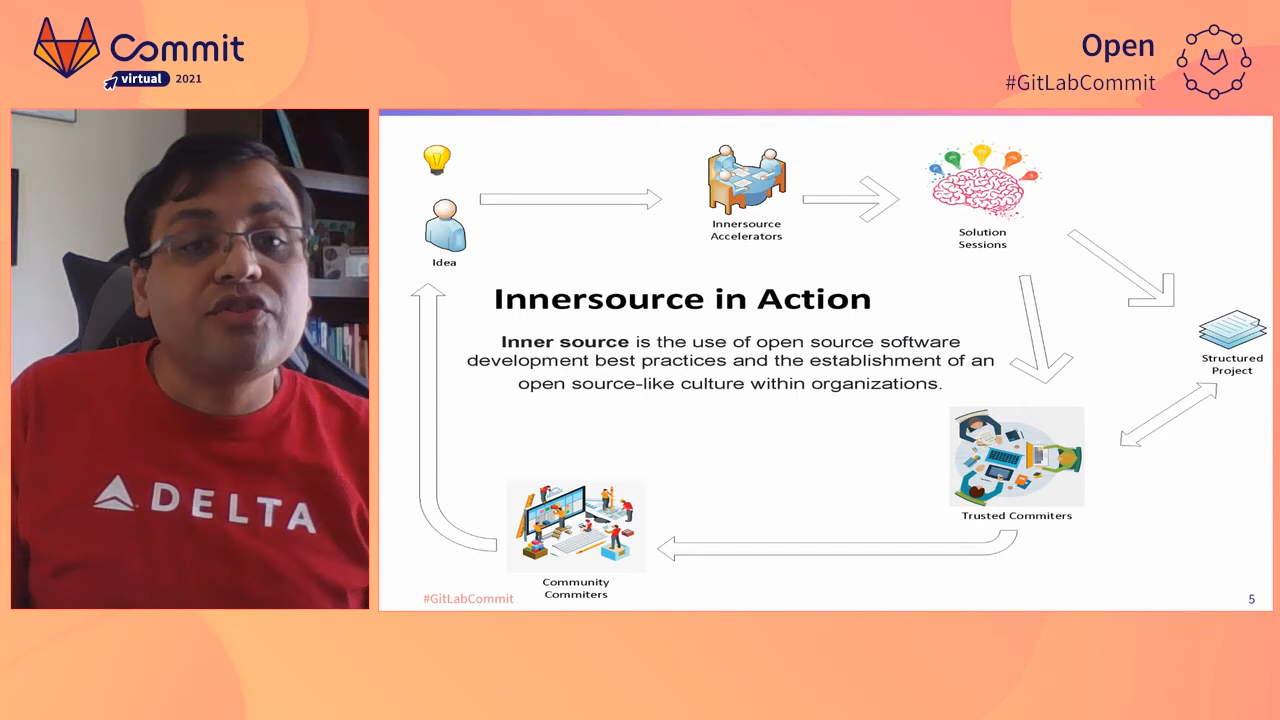 Commit
virtual 2021
Open
#GitLabCommit
DELTA
Idea
Innersource
Accelerators
Solution
Sessions
Innersource in Action
Inner source is the use of open source software
development best practices and the establishment of an
open source-like culture within organizations.
Structured
Project
Trusted Commiters
Community
Commiters
#GitLabCommit
5